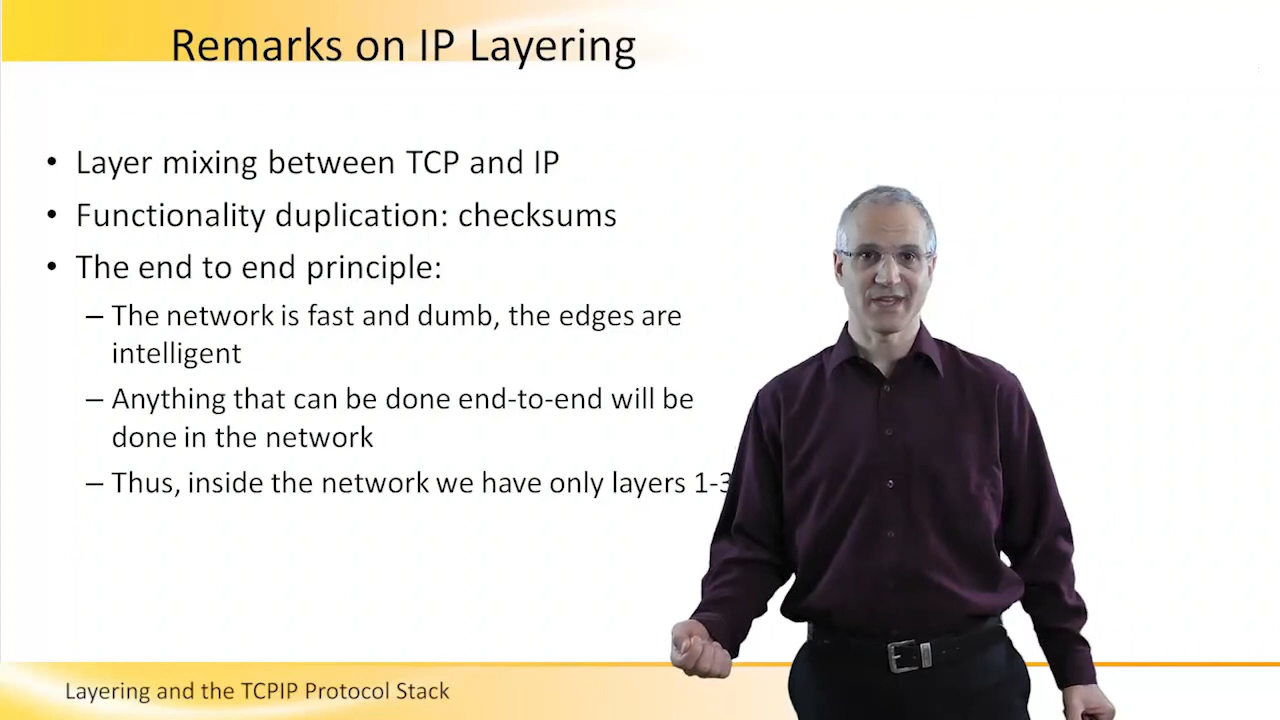 Remarks on IP Layering
• Layer mixing between TCP and IP
• Functionality duplication: checksums
• The end to end principle:
– The network is fast and dumb, the edges are
intelligent
– Anything that can be done end-to-end will be
done in the network
– Thus, inside the network we have only layers 1-3
Layering and the TCPIP Protocol Stack